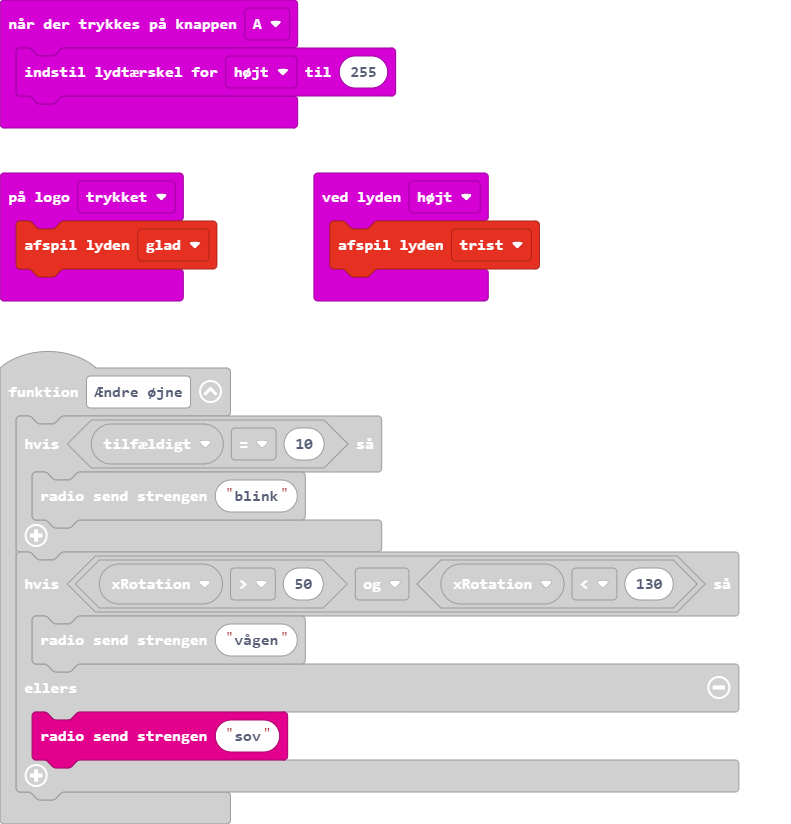 når der trykkes på knappen A
indstil lydtærskel for højt til 255
på logo trykket
afspil lyden glad
ved lyden højt
afspil lyden trist
funktion Ændre øjne
hvis tilfældigt = 10 så
radio send strengen "blink"
hvis xRotation > 50 og xRotation < 130 så
radio send strengen "vågen"
ellers
radio send strengen "sov"